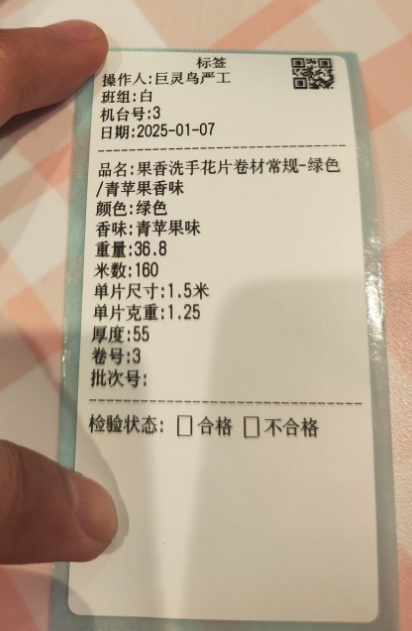 标签
操作人:巨灵鸟严工
班组:白
机台号:3
日期:2025-01-07
品名:果香洗手花片卷材常规-绿色
/青苹果香味
颜色:绿色
香味:青苹果味
重量:36.8
米数:160
单片尺寸:1.5米
单片克重:1.25
厚度:55
卷号:3
批次号:
检验状态: □合格 □不合格